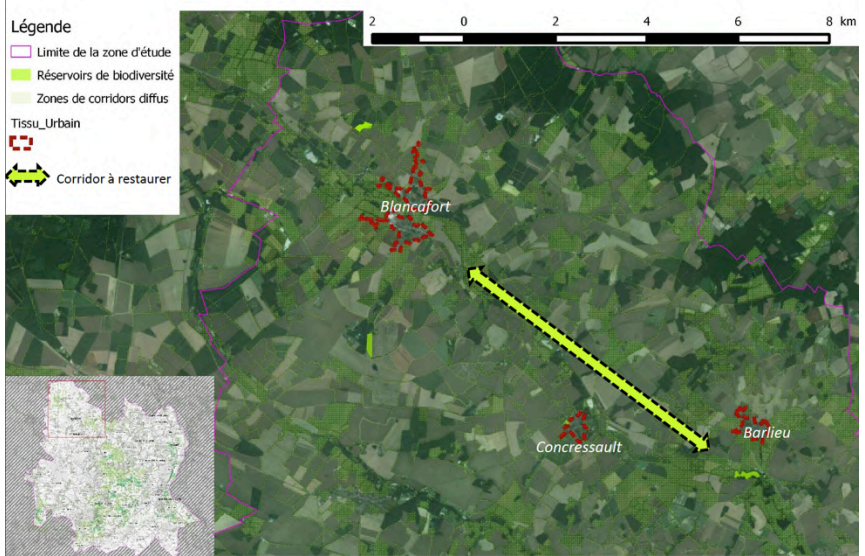 Légende
Limite de la zone d'étude
Réservoirs de biodiversité
Zones de corridors diffus
Tissu_Urbain
Corridor à restaurer
2 0 2 4 6 8 km
Blancafort
Concressault
Barlieu